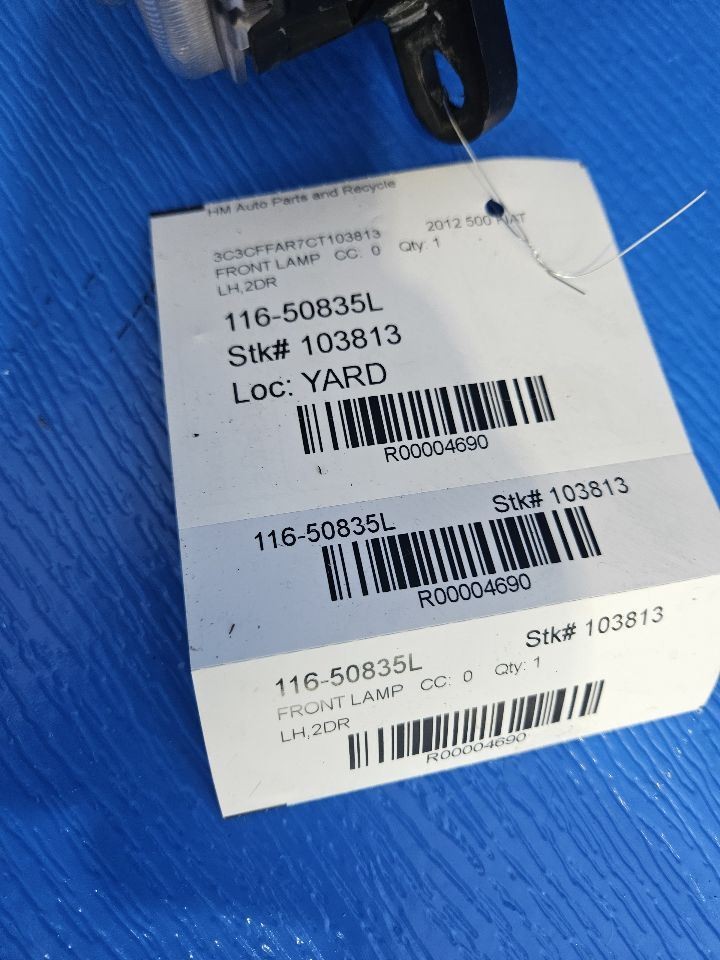 HM Auto Parts and Recycle
3C3CFFAR7CT103813 2012 500 FIAT
FRONT LAMP CC: 0 Qty: 1
LH,2DR
116-50835L
Stk# 103813
Loc: YARD
R00004690
116-50835L Stk# 103813
R00004690
116-50835L Stk# 103813
FRONT LAMP CC: 0 Qty: 1
LH,2DR
R00004690